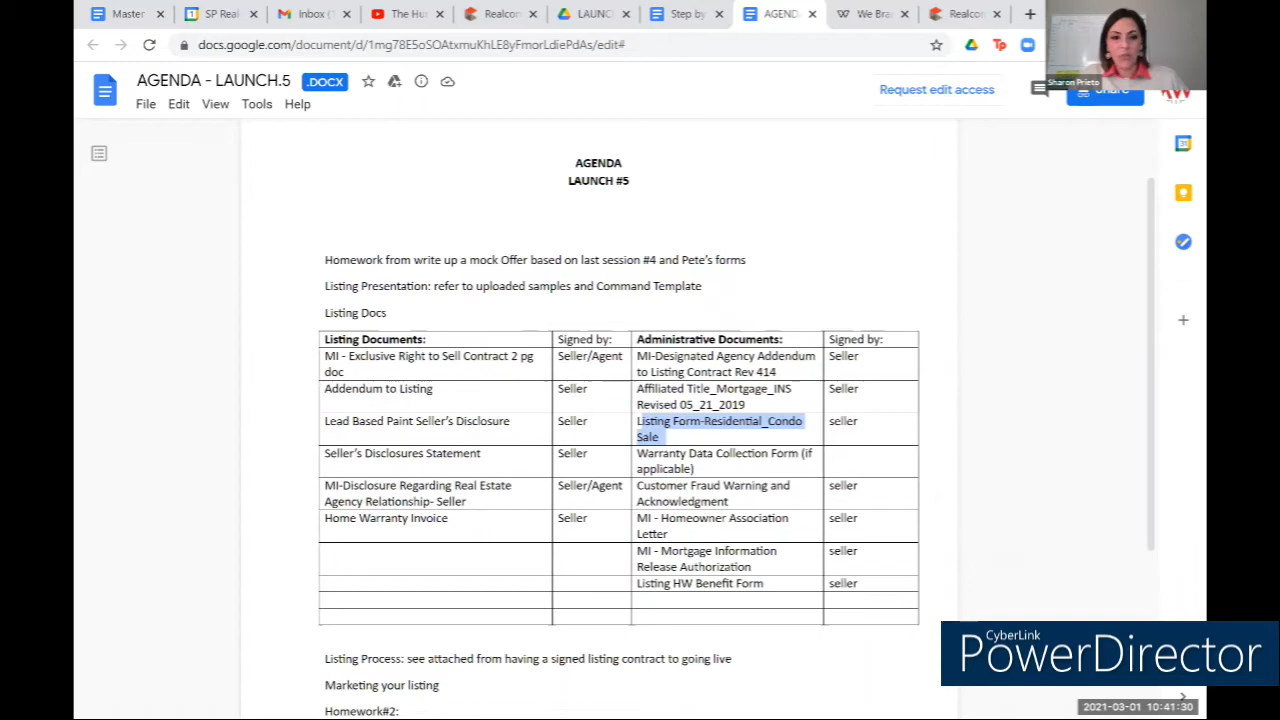 Master
SP Real
Inbox (
The Hu
Realcon
LAUNC
Step by
AGEND
We Bra
Realcon
docs.google.com/document/d/1mg78E5oSOAtxmuKhLE8yFmorLdiePdAs/edit#
Sharon Prieto
AGENDA - LAUNCH.5 .DOCX
File Edit View Tools Help
Request edit access
Share
AGENDA
LAUNCH #5
Homework from write up a mock Offer based on last session #4 and Pete's forms
Listing Presentation: refer to uploaded samples and Command Template
Listing Docs
Listing Documents: Signed by: Administrative Documents: Signed by:
MI - Exclusive Right to Sell Contract 2 pg Seller/Agent MI-Designated Agency Addendum Seller
doc to Listing Contract Rev 414
Addendum to Listing Seller Affiliated Title_Mortgage_INS Seller
Revised 05_21_2019
Lead Based Paint Seller's Disclosure Seller Listing Form-Residential_Condo seller
Sale
Seller's Disclosures Statement Seller Warranty Data Collection Form (if
applicable)
MI-Disclosure Regarding Real Estate Seller/Agent Customer Fraud Warning and seller
Agency Relationship- Seller Acknowledgment
Home Warranty Invoice Seller MI - Homeowner Association seller
Letter
MI - Mortgage Information seller
Release Authorization
Listing HW Benefit Form seller
Listing Process: see attached from having a signed listing contract to going live
Marketing your listing
Homework#2:
CyberLink
PowerDirector
2021-03-01 10:41:30